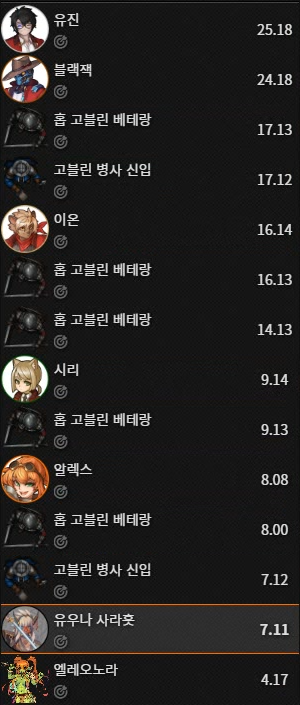 유진
25.18
블랙잭
24.18
홉 고블린 베테랑
17.13
고블린 병사 신입
17.12
이온
16.14
홉 고블린 베테랑
16.13
홉 고블린 베테랑
14.13
시리
9.14
홉 고블린 베테랑
9.13
알렉스
8.08
홉 고블린 베테랑
8.00
고블린 병사 신입
7.12
유우나 사라홋
7.11
엘레오노라
4.17